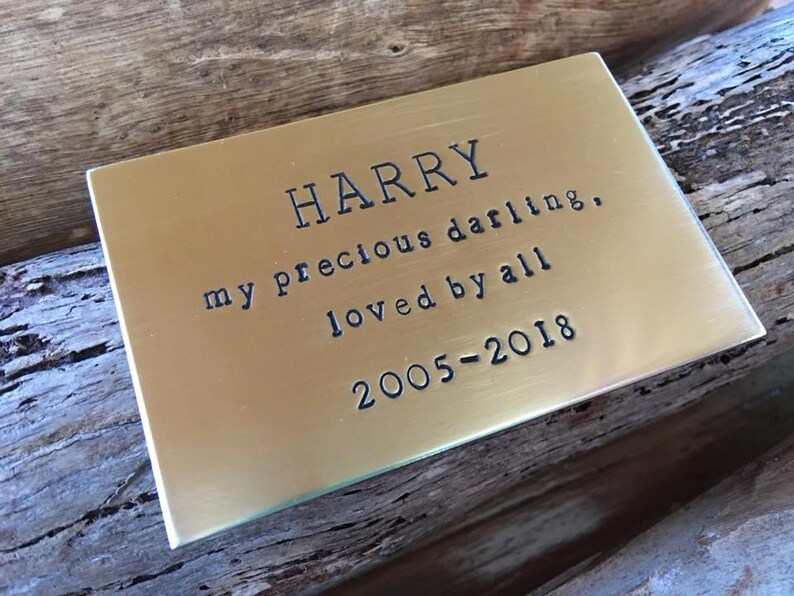 HARRY
my precious darling,
loved by all
2005-2018